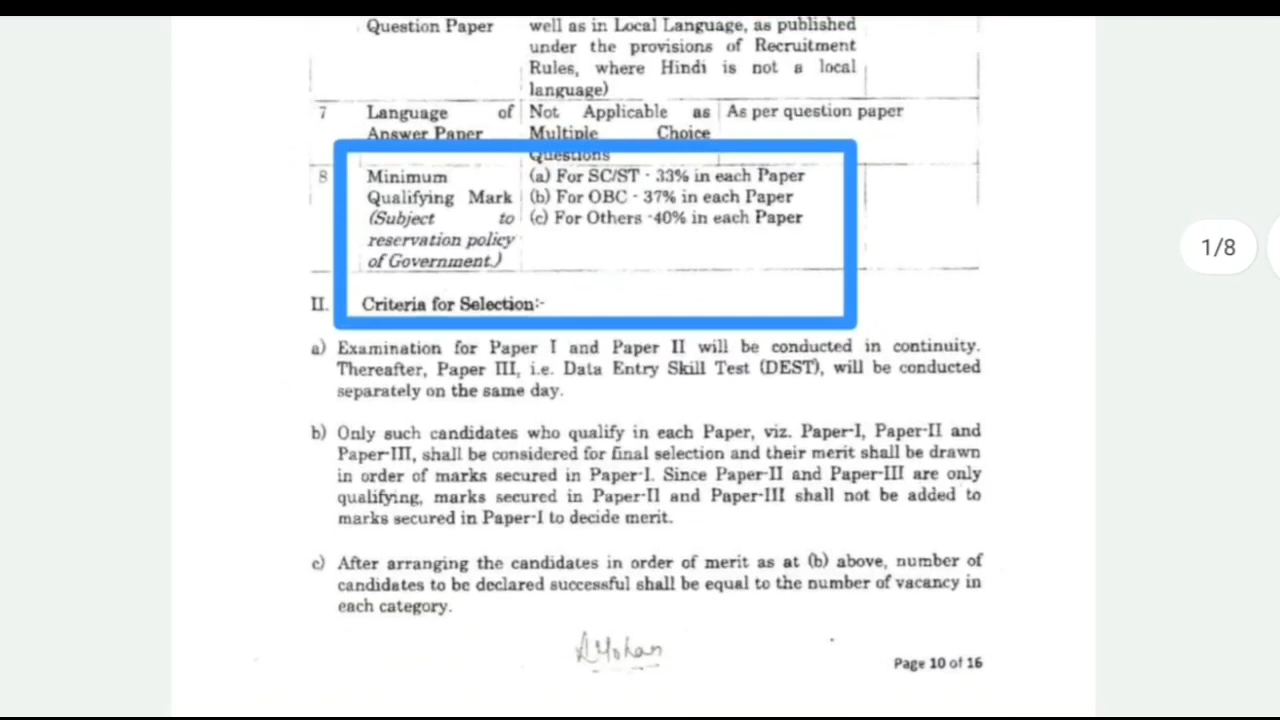 Question Paper
well as in Local Language, as published
under the provisions of Recruitment
Rules, where Hindi is not a local
language)
7
Language of
Answer Paper
Not Applicable as
Multiple Choice
Questions
As per question paper
8
Minimum
Qualifying Mark
(Subject to
reservation policy
of Government.)
(a) For SC/ST - 33% in each Paper
(b) For OBC - 37% in each Paper
(c) For Others -40% in each Paper
II. Criteria for Selection:-
a) Examination for Paper I and Paper II will be conducted in continuity.
Thereafter, Paper III, i.e. Data Entry Skill Test (DEST), will be conducted
separately on the same day.
b) Only such candidates who qualify in each Paper, viz. Paper-I, Paper-II and
Paper-III, shall be considered for final selection and their merit shall be drawn
in order of marks secured in Paper-I. Since Paper-II and Paper-III are only
qualifying, marks secured in Paper-II and Paper-III shall not be added to
marks secured in Paper-I to decide merit.
c) After arranging the candidates in order of merit as at (b) above, number of
candidates to be declared successful shall be equal to the number of vacancy in
each category.
AMohan
Page 10 of 16
1/8